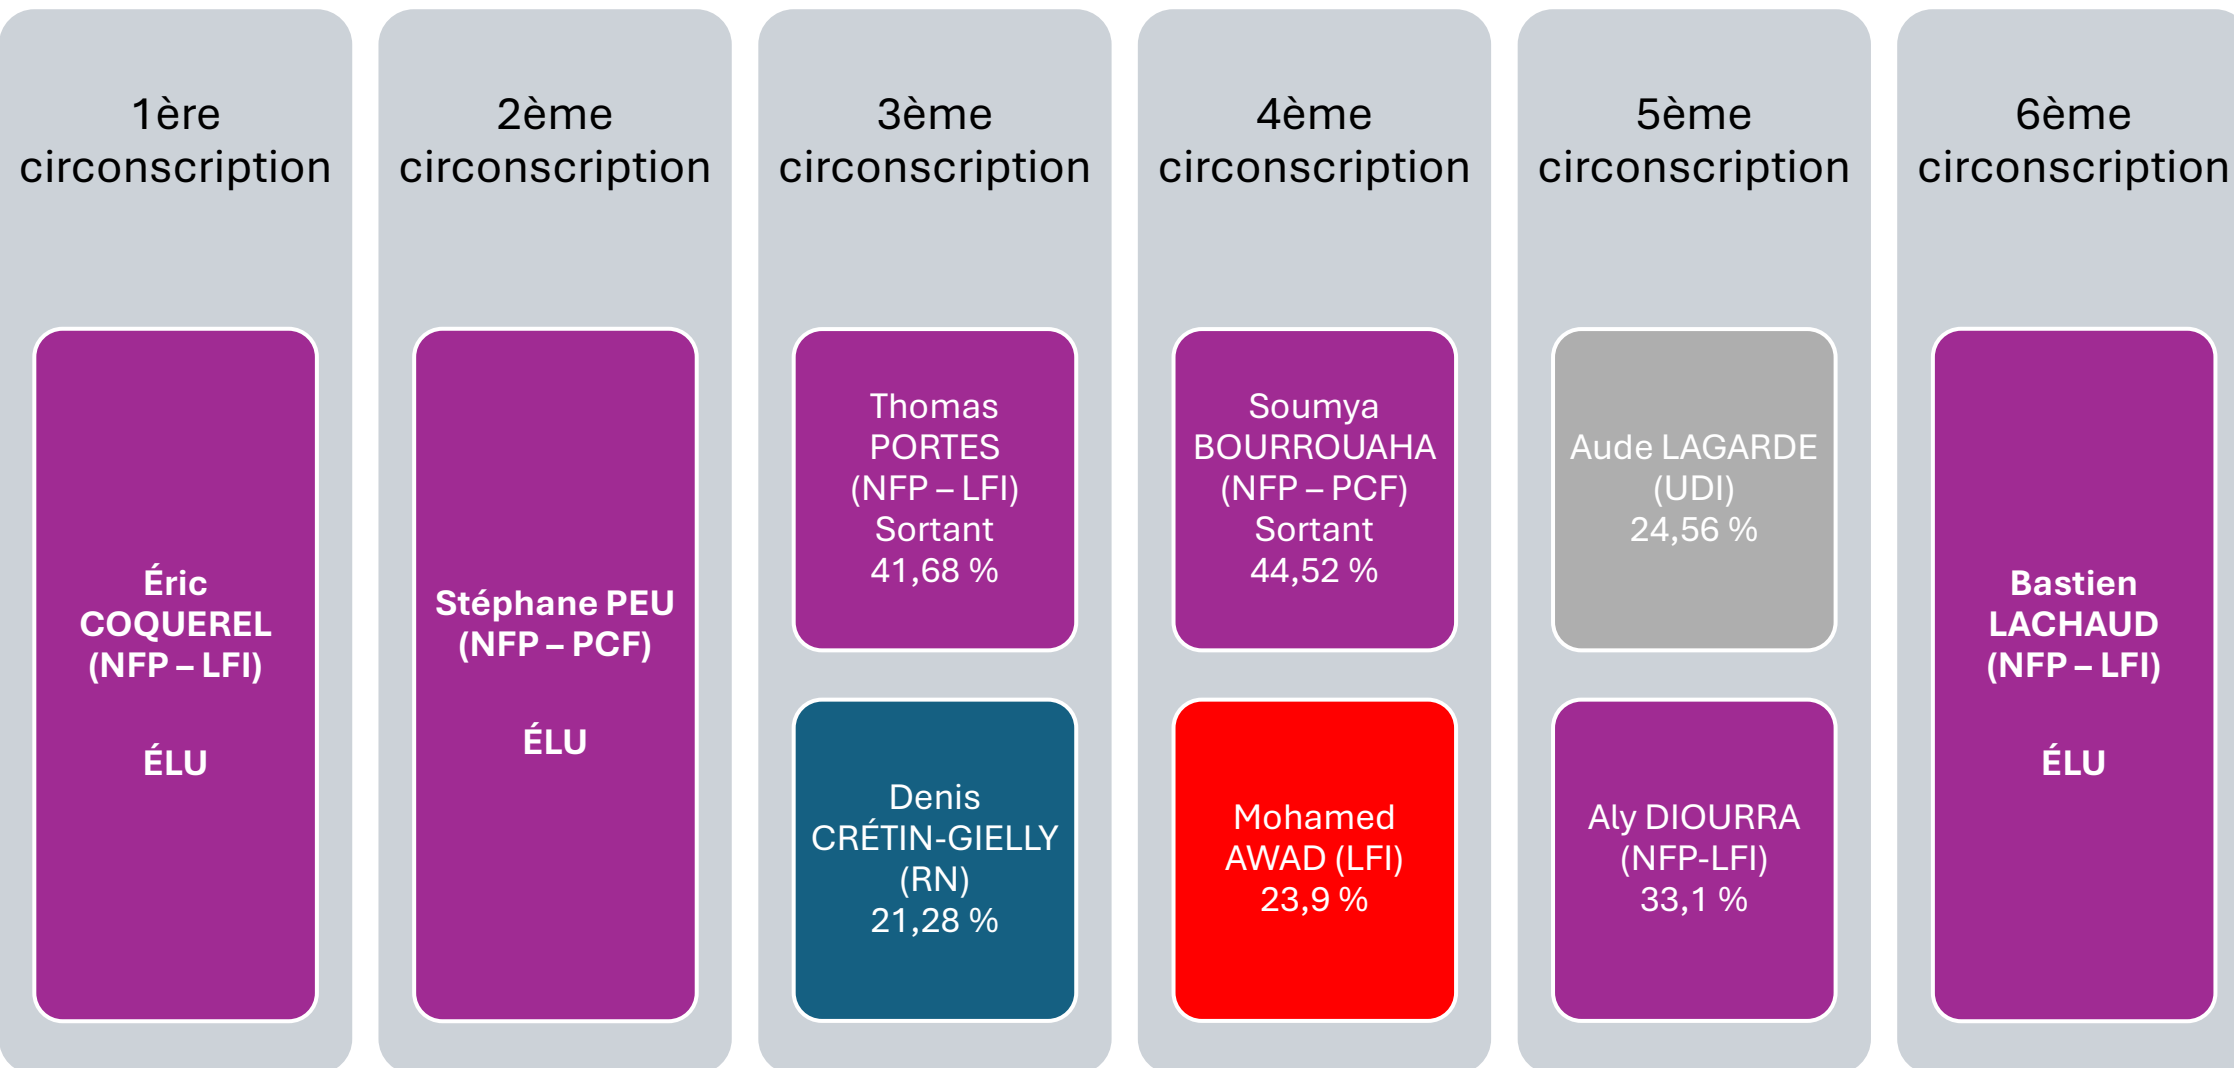 1ère
circonscription
Éric
COQUEREL
(NFP – LFI)
ÉLU
2ème
circonscription
Stéphane PEU
(NFP – PCF)
ÉLU
3ème
circonscription
Thomas
PORTES
(NFP – LFI)
Sortant
41,68 %
Denis
CRÉTIN-GIELLY
(RN)
21,28 %
4ème
circonscription
Soumya
BOURROUAHA
(NFP – PCF)
Sortant
44,52 %
Mohamed
AWAD (LFI)
23,9 %
5ème
circonscription
Aude LAGARDE
(UDI)
24,56 %
Aly DIOURRA
(NFP-LFI)
33,1 %
6ème
circonscription
Bastien
LACHAUD
(NFP – LFI)
ÉLU